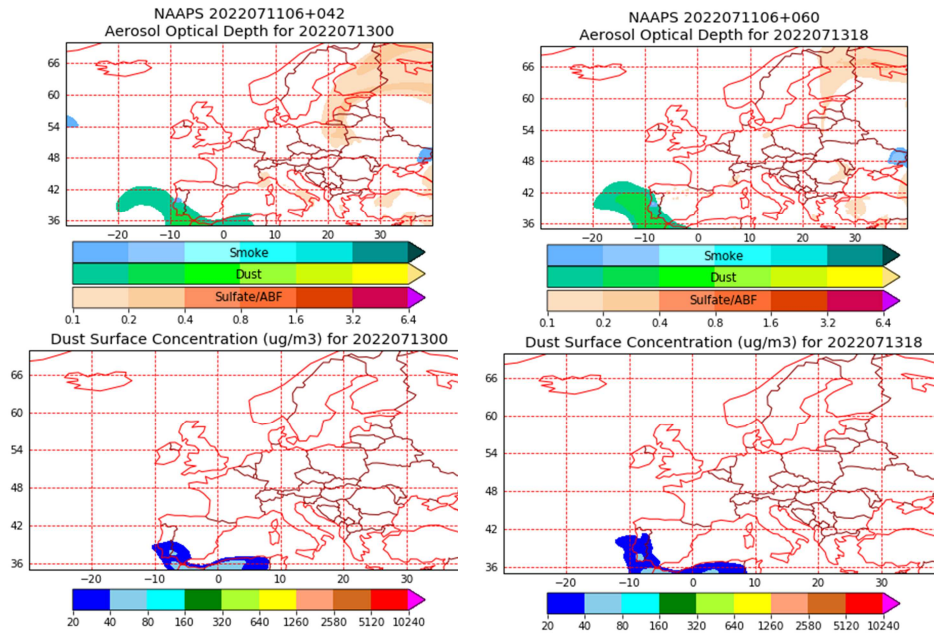 NAAPS 2022071106+042
Aerosol Optical Depth for 2022071300
66
60
54
48
42
36
−20 −10 0 10 20 30
Smoke
Dust
Sulfate/ABF
0.1 0.2 0.4 0.8 1.6 3.2 6.4
NAAPS 2022071106+060
Aerosol Optical Depth for 2022071318
66
60
54
48
42
36
−20 −10 0 10 20 30
Smoke
Dust
Sulfate/ABF
0.1 0.2 0.4 0.8 1.6 3.2 6.4
Dust Surface Concentration (ug/m3) for 2022071300
66
60
54
48
42
36
−20 −10 0 10 20 30
20 40 80 160 320 640 1260 2580 5120 10240
Dust Surface Concentration (ug/m3) for 2022071318
66
60
54
48
42
36
−20 −10 0 10 20 30
20 40 80 160 320 640 1260 2580 5120 10240